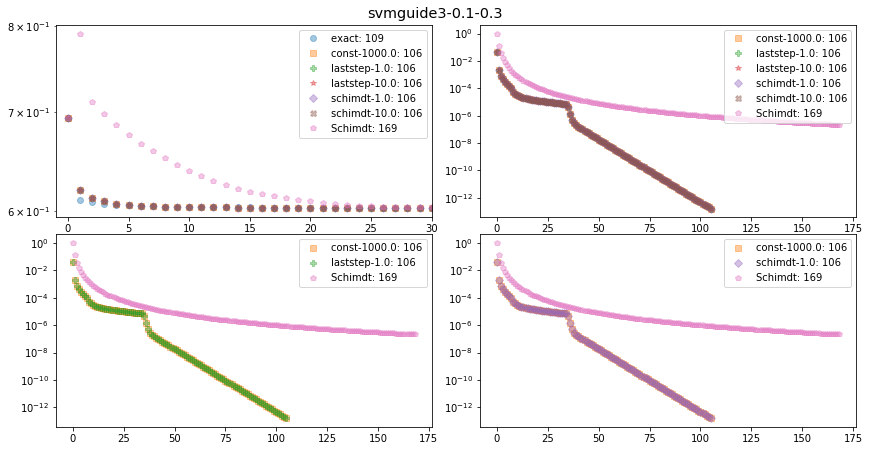 svmguide3-0.1-0.3
8 × 10⁻¹
7 × 10⁻¹
6 × 10⁻¹
0 5 10 15 20 25 30
exact: 109
const-1000.0: 106
laststep-1.0: 106
laststep-10.0: 106
schimdt-1.0: 106
schimdt-10.0: 106
Schimdt: 169
10⁰
10⁻²
10⁻⁴
10⁻⁶
10⁻⁸
10⁻¹⁰
10⁻¹²
0 25 50 75 100 125 150 175
const-1000.0: 106
laststep-1.0: 106
laststep-10.0: 106
schimdt-1.0: 106
schimdt-10.0: 106
Schimdt: 169
10⁰
10⁻²
10⁻⁴
10⁻⁶
10⁻⁸
10⁻¹⁰
10⁻¹²
0 25 50 75 100 125 150 175
const-1000.0: 106
laststep-1.0: 106
Schimdt: 169
10⁰
10⁻²
10⁻⁴
10⁻⁶
10⁻⁸
10⁻¹⁰
10⁻¹²
0 25 50 75 100 125 150 175
const-1000.0: 106
schimdt-1.0: 106
Schimdt: 169